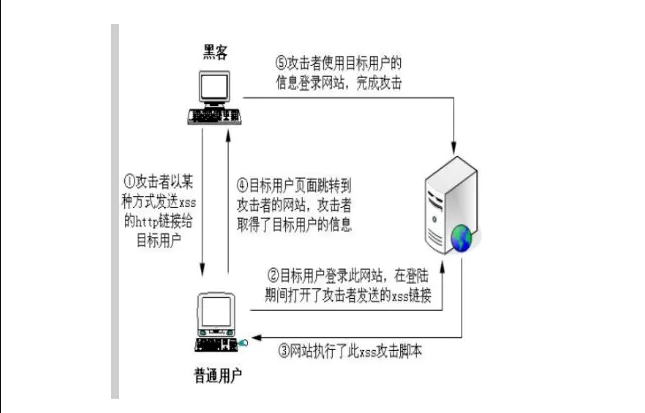 黑客
⑤攻击者使用目标用户的
信息登录网站，完成攻击
①攻击者以某
种方式发送xss
的http链接给
目标用户
④目标用户页面跳转到
攻击者的网站，攻击者
取得了目标用户的信息
②目标用户登录此网站，在登陆
期间打开了攻击者发送的xss链接
③网站执行了此xss攻击脚本
普通用户